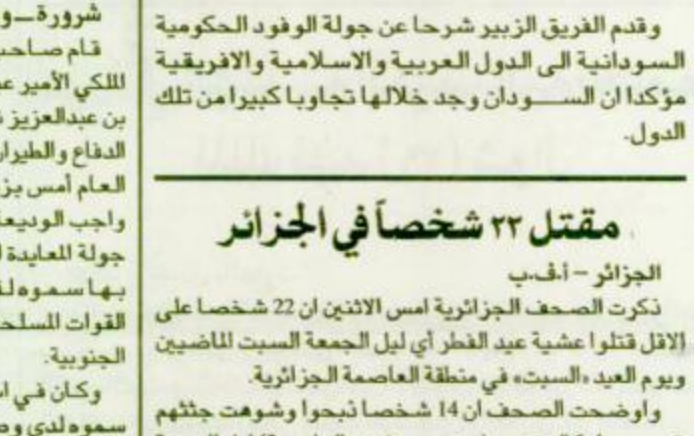 وقدم الفريق الزبير شرحا عن جولة الوفود الحكومية
السودانية الى الدول العربية والاسلامية والافريقية
مؤكدا ان الســـودان وجد خلالها تجاوبا كبيرا من تلك
الدول.
مقتل ٢٢ شخصاً في الجزائر
الجزائر – أ.ف.ب
ذكرت الصحف الجزائرية امس الاثنين ان 22 شخصا على
الاقل قتلوا عشية عيد الفطر أي ليل الجمعة السبت الماضيين
ويوم العيد «السبت» في منطقة العاصمة الجزائرية.
واوضحت الصحف ان 14 شخصا ذبحوا وشوهت جثثهم
شرورة ـ
قام صاحب
الملكي الأمير
بن عبدالعزيز
الدفاع والطيران
العام أمس
واجب الوديعة
جولة المعايدة
بها سموه
القوات المسلحة
الجنوبية.
وكان في
سموه لدى